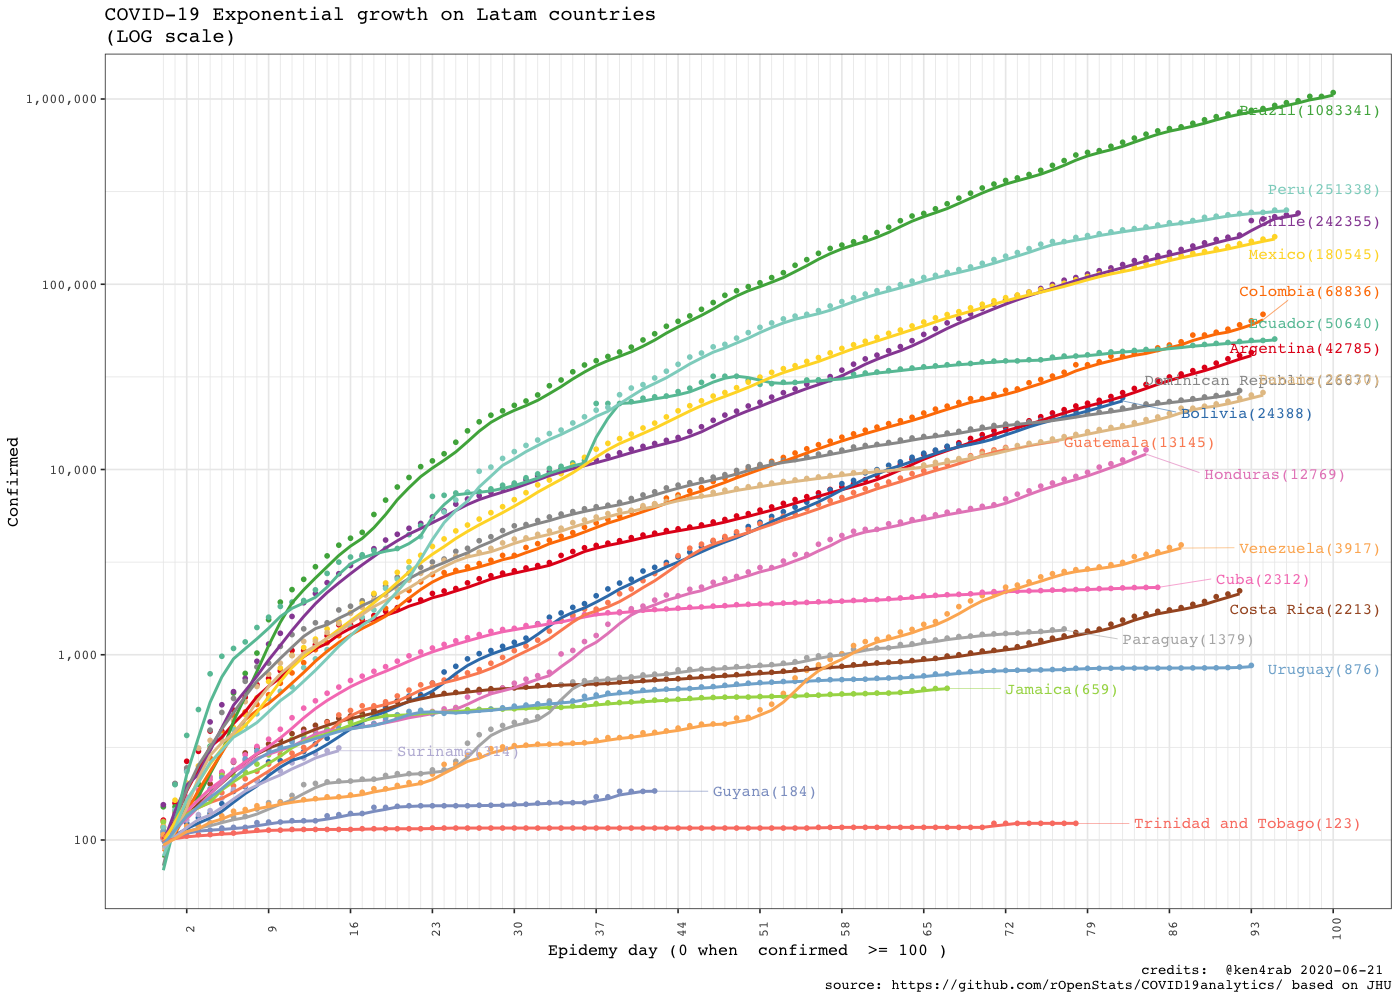 COVID-19 Exponential growth on Latam countries
(LOG scale)
1,000,000
100,000
10,000
1,000
100
Confirmed
Brazil(1083341)
Peru(251338)
Chile(242355)
Mexico(180545)
Colombia(68836)
Ecuador(50640)
Argentina(42785)
Dominican Republic(26677)
Bolivia(24388)
Guatemala(13145)
Honduras(12769)
Venezuela(3917)
Cuba(2312)
Costa Rica(2213)
Paraguay(1379)
Uruguay(876)
Jamaica(659)
Suriname(314)
Guyana(184)
Trinidad and Tobago(123)
2 9 16 23 30 37 44 51 58 65 72 79 86 93 100
Epidemy day (0 when  confirmed  >= 100 )
credits:  @ken4rab 2020-06-21
source: https://github.com/rOpenStats/COVID19analytics/ based on JHU